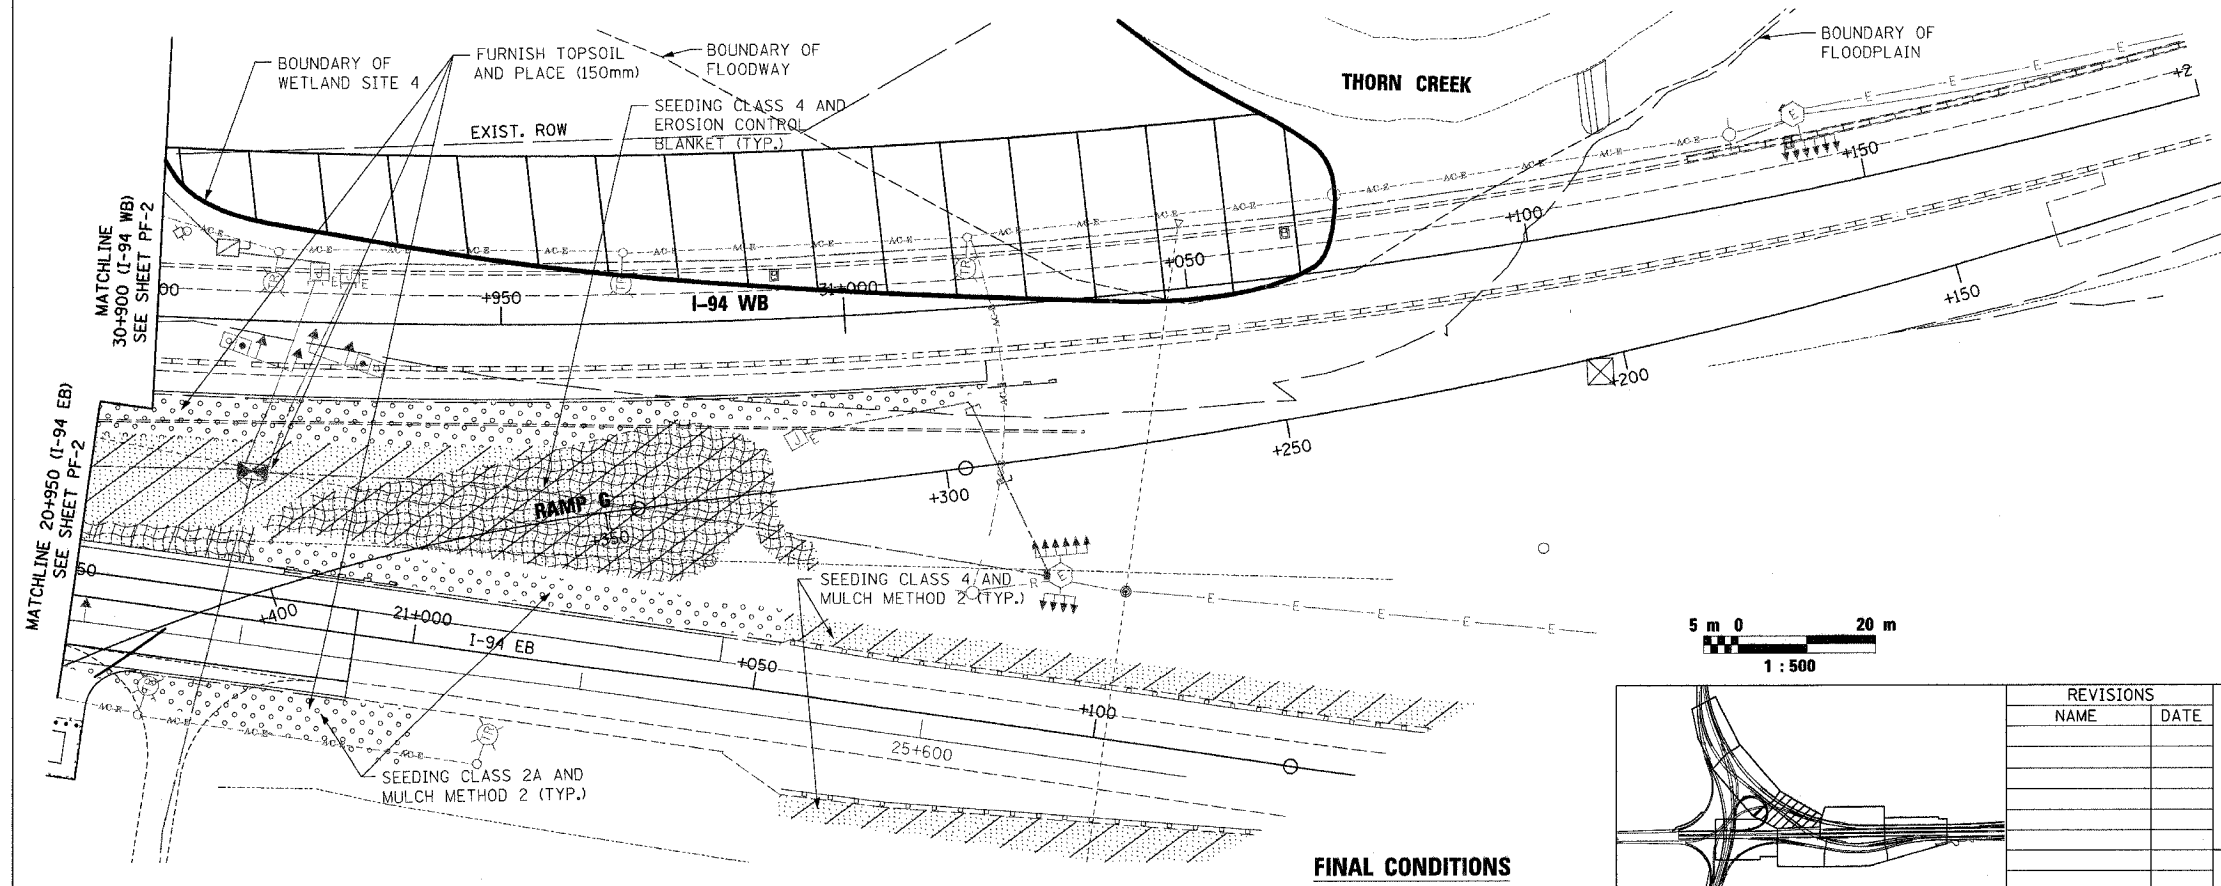 BOUNDARY OF
WETLAND SITE 4
FURNISH TOPSOIL
AND PLACE (150mm)
BOUNDARY OF
FLOODWAY
SEEDING CLASS 4 AND
EROSION CONTROL
BLANKET (TYP.)
EXIST. ROW
THORN CREEK
BOUNDARY OF
FLOODPLAIN
MATCHLINE
30+900 (I-94 WB)
SEE SHEET PF-2
00
+950
I-94 WB
31+000
+050
+100
+150
+2
+150
+200
+250
+300
+350
RAMP G
MATCHLINE 20+950 (I-94 EB)
SEE SHEET PF-2
50
+400
21+000
I-94 EB
+050
+100
25+600
SEEDING CLASS 4 AND
MULCH METHOD 2 (TYP.)
SEEDING CLASS 2A AND
MULCH METHOD 2 (TYP.)
5 m 0 20 m
1 : 500
FINAL CONDITIONS
REVISIONS
NAME DATE